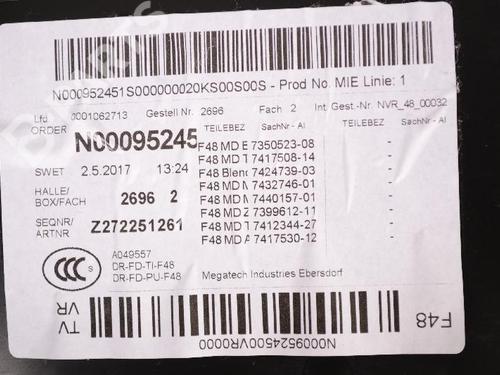 N000952451S000000020KS00S00S - Prod No. MIE Linie: 1
Lfd 0001062713 Gestell Nr. 2696 Fach 2 Int. Gest.-Nr. NVR_48_00032
ORDER N00095245 TEILEBEZ SachNr - AI TEILEBEZ SachNr - AI
F48 MD E 7350523-08 -
SWET 2.5.2017 13:24 F48 MD T 7417508-14 -
F48 Blend 7424739-03 -
HALLE/ BOX/FACH 2696 2 F48 MD M 7432746-01 -
F48 MD M 7440157-01 -
SEQNR/ ARTNR Z272251261 F48 MD Z 7399612-11 -
F48 MD T 7412344-27 -
F48 MD A 7417530-12 -
CCC S
A049557
DR-FD-TI-F48
DR-FD-PU-F48
Megatech Industries Ebersdorf
TV
VR
F48
N0009524500VR0000